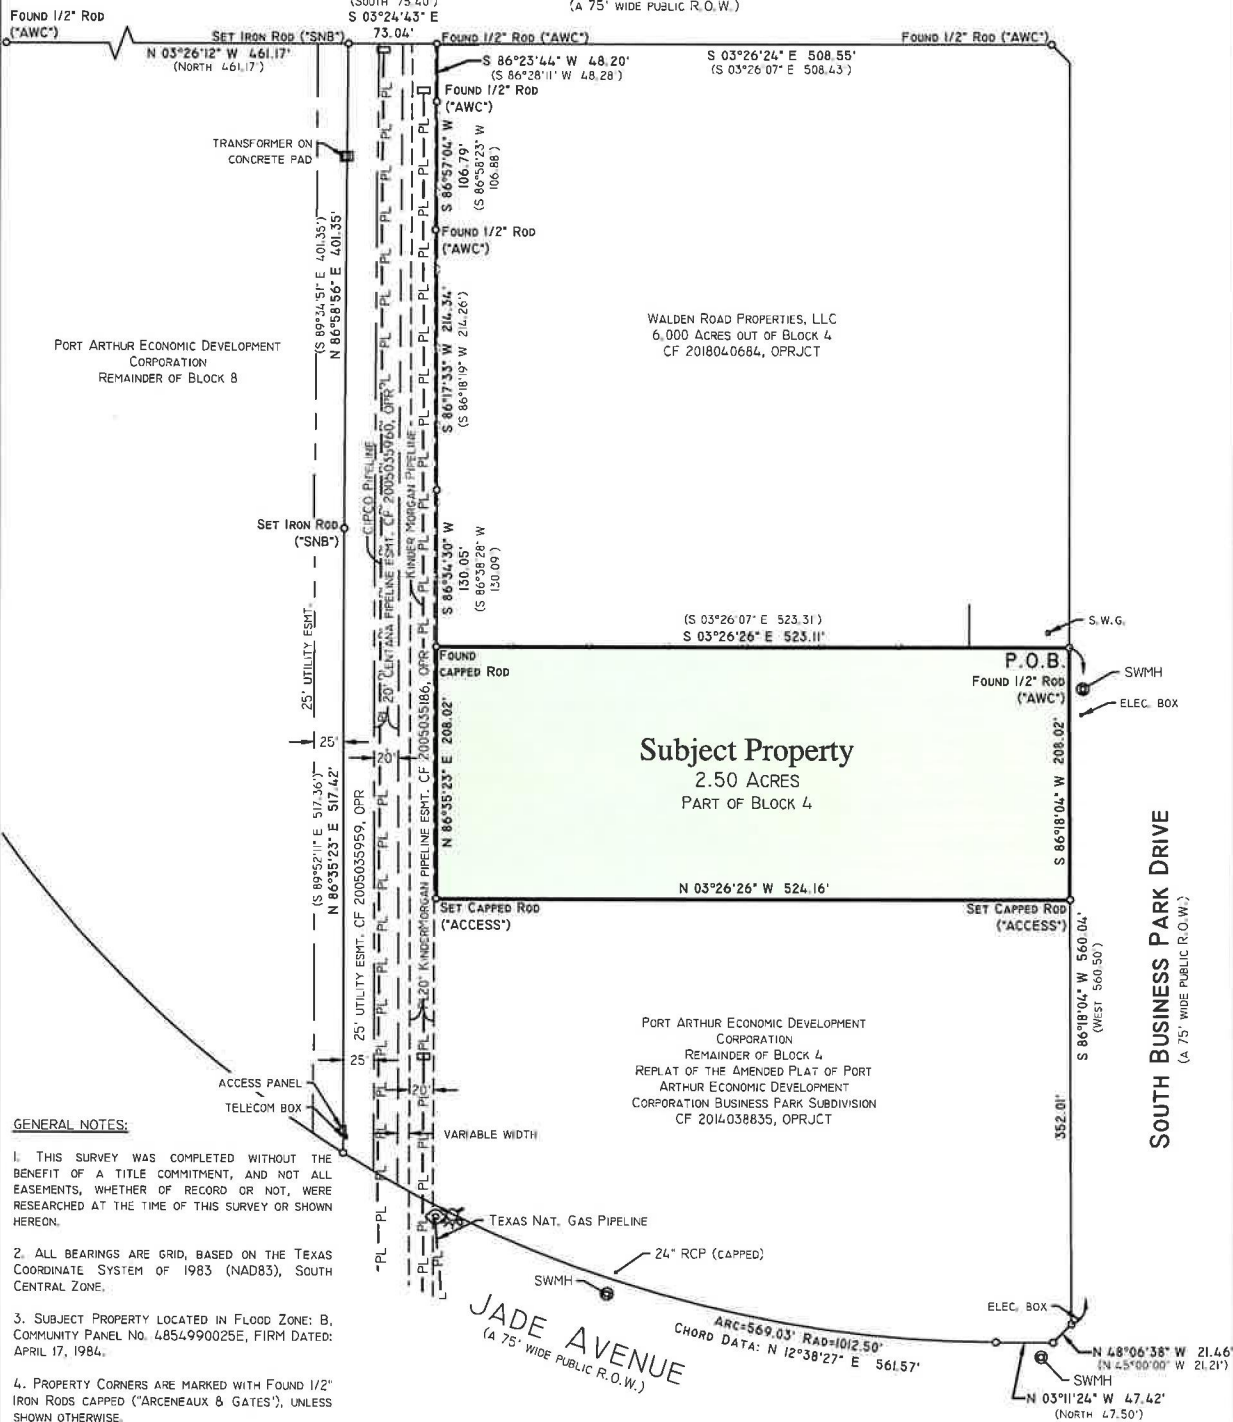 (SOUTH 75.40')
(A 75' WIDE PUBLIC R.O.W.)
FOUND 1/2" ROD
("AWC")
S 03°24'43" E
73.04'
SET IRON ROD ("SNB")
FOUND 1/2" ROD ("AWC")
FOUND 1/2" ROD ("AWC")
N 03°26'12" W 461.17'
(NORTH 461.17')
S 86°23'44" W 48.20'
(S 86°28'11" W 48.28')
S 03°26'24" E 508.55'
(S 03°26'07" E 508.43')
FOUND 1/2" ROD
("AWC")
TRANSFORMER ON
CONCRETE PAD
S 86°57'04" W
106.79'
(S 86°58'23" W
106.88')
FOUND 1/2" ROD
("AWC")
(S 89°34'51" E 401.35')
N 86°58'56" E 401.35'
S 86°17'33" W 214.34'
(S 86°18'19" W 214.26')
WALDEN ROAD PROPERTIES, LLC
6.000 ACRES OUT OF BLOCK 4
CF 2018040684, OPRJCT
PORT ARTHUR ECONOMIC DEVELOPMENT
CORPORATION
REMAINDER OF BLOCK 8
CIPCO PIPELINE
20' CENTANA PIPELINE ESMT. CF 2005035960, OPR
KINDER MORGAN PIPELINE
SET IRON ROD
("SNB")
S 86°34'30" W
130.05'
(S 86°38'28" W
130.09')
25' UTILITY ESMT.
(S 03°26'07" E 523.31')
S 03°26'26" E 523.11'
S.W.G.
FOUND
CAPPED ROD
P.O.B.
FOUND 1/2" ROD
("AWC")
SWMH
ELEC. BOX
N 86°35'23" E 208.02'
S 86°18'04" W 208.02'
25'
20'
Subject Property
2.50 ACRES
PART OF BLOCK 4
(S 89°52'11" E 517.36')
N 86°35'23" E 517.42'
25' UTILITY ESMT. CF 2005035959, OPR
20' KINDERMORGAN PIPELINE ESMT. CF 2005035186, OPR
N 03°26'26" W 524.16'
SET CAPPED ROD
("ACCESS")
SET CAPPED ROD
("ACCESS")
SOUTH BUSINESS PARK DRIVE
(A 75' WIDE PUBLIC R.O.W.)
S 86°18'04" W 560.04'
(WEST 560.50')
352.01'
PORT ARTHUR ECONOMIC DEVELOPMENT
CORPORATION
REMAINDER OF BLOCK 4
REPLAT OF THE AMENDED PLAT OF PORT
ARTHUR ECONOMIC DEVELOPMENT
CORPORATION BUSINESS PARK SUBDIVISION
CF 2014038835, OPRJCT
25'
20'
ACCESS PANEL
TELECOM BOX
VARIABLE WIDTH
TEXAS NAT. GAS PIPELINE
24" RCP (CAPPED)
SWMH
JADE AVENUE
(A 75' WIDE PUBLIC R.O.W.)
ARC=569.03' RAD=1012.50'
CHORD DATA: N 12°38'27" E 561.57'
ELEC. BOX
N 48°06'38" W 21.46'
(N 45°00'00" W 21.21')
SWMH
N 03°11'24" W 47.42'
(NORTH 47.50')
GENERAL NOTES:
1. THIS SURVEY WAS COMPLETED WITHOUT THE
BENEFIT OF A TITLE COMMITMENT, AND NOT ALL
EASEMENTS, WHETHER OF RECORD OR NOT, WERE
RESEARCHED AT THE TIME OF THIS SURVEY OR SHOWN
HEREON.
2. ALL BEARINGS ARE GRID, BASED ON THE TEXAS
COORDINATE SYSTEM OF 1983 (NAD83), SOUTH
CENTRAL ZONE.
3. SUBJECT PROPERTY LOCATED IN FLOOD ZONE: B,
COMMUNITY PANEL NO. 4854990025E, FIRM DATED:
APRIL 17, 1984.
4. PROPERTY CORNERS ARE MARKED WITH FOUND 1/2"
IRON RODS CAPPED ("ARCENEAUX & GATES"), UNLESS
SHOWN OTHERWISE.